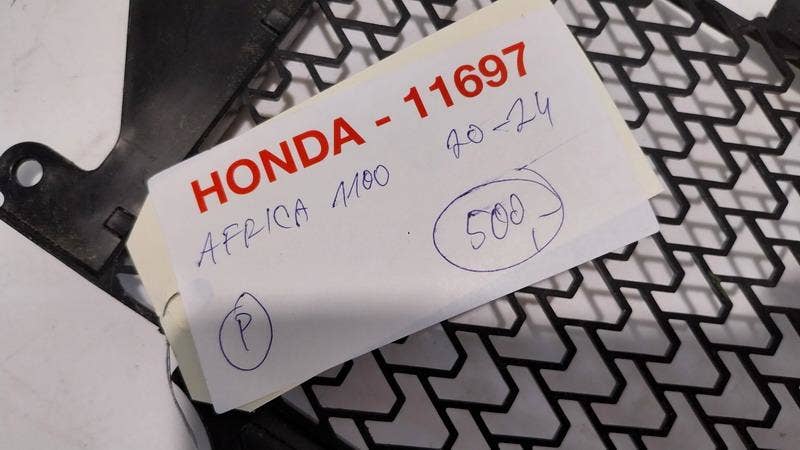 HONDA - 11697
AFRICA 1100 20-24
500,-
P